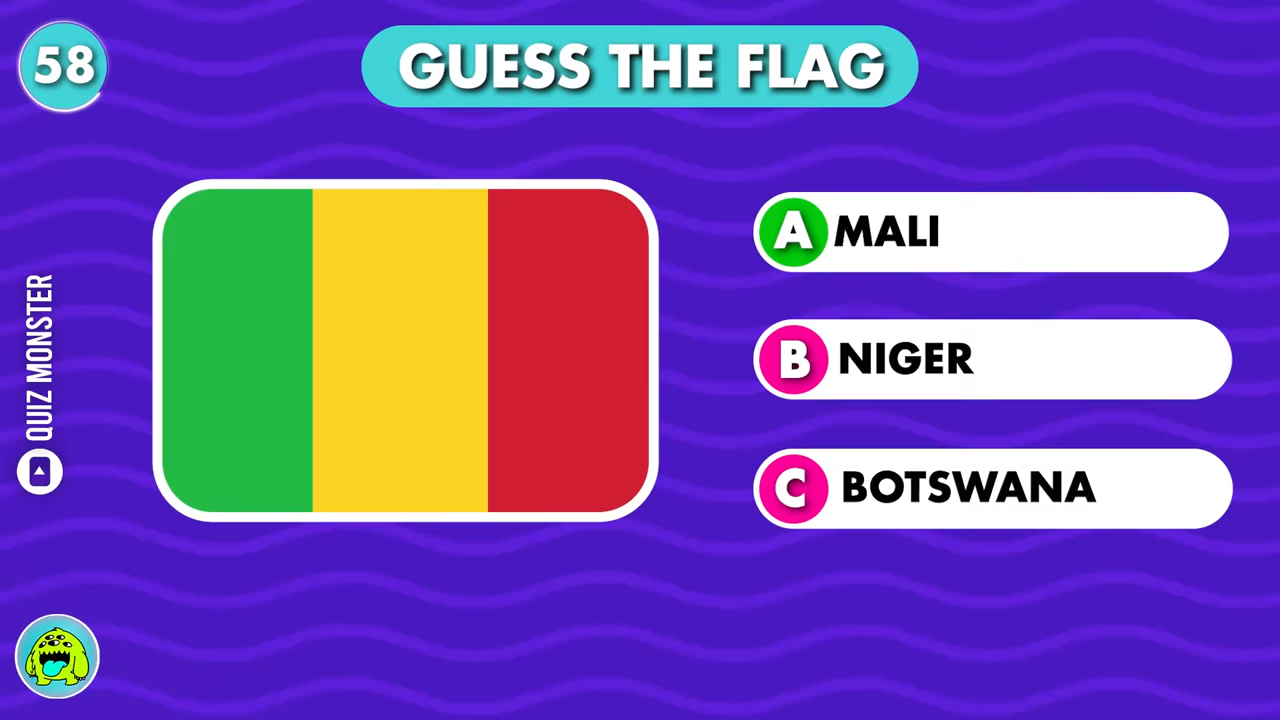 58
GUESS THE FLAG
A MALI
B NIGER
C BOTSWANA
QUIZ MONSTER